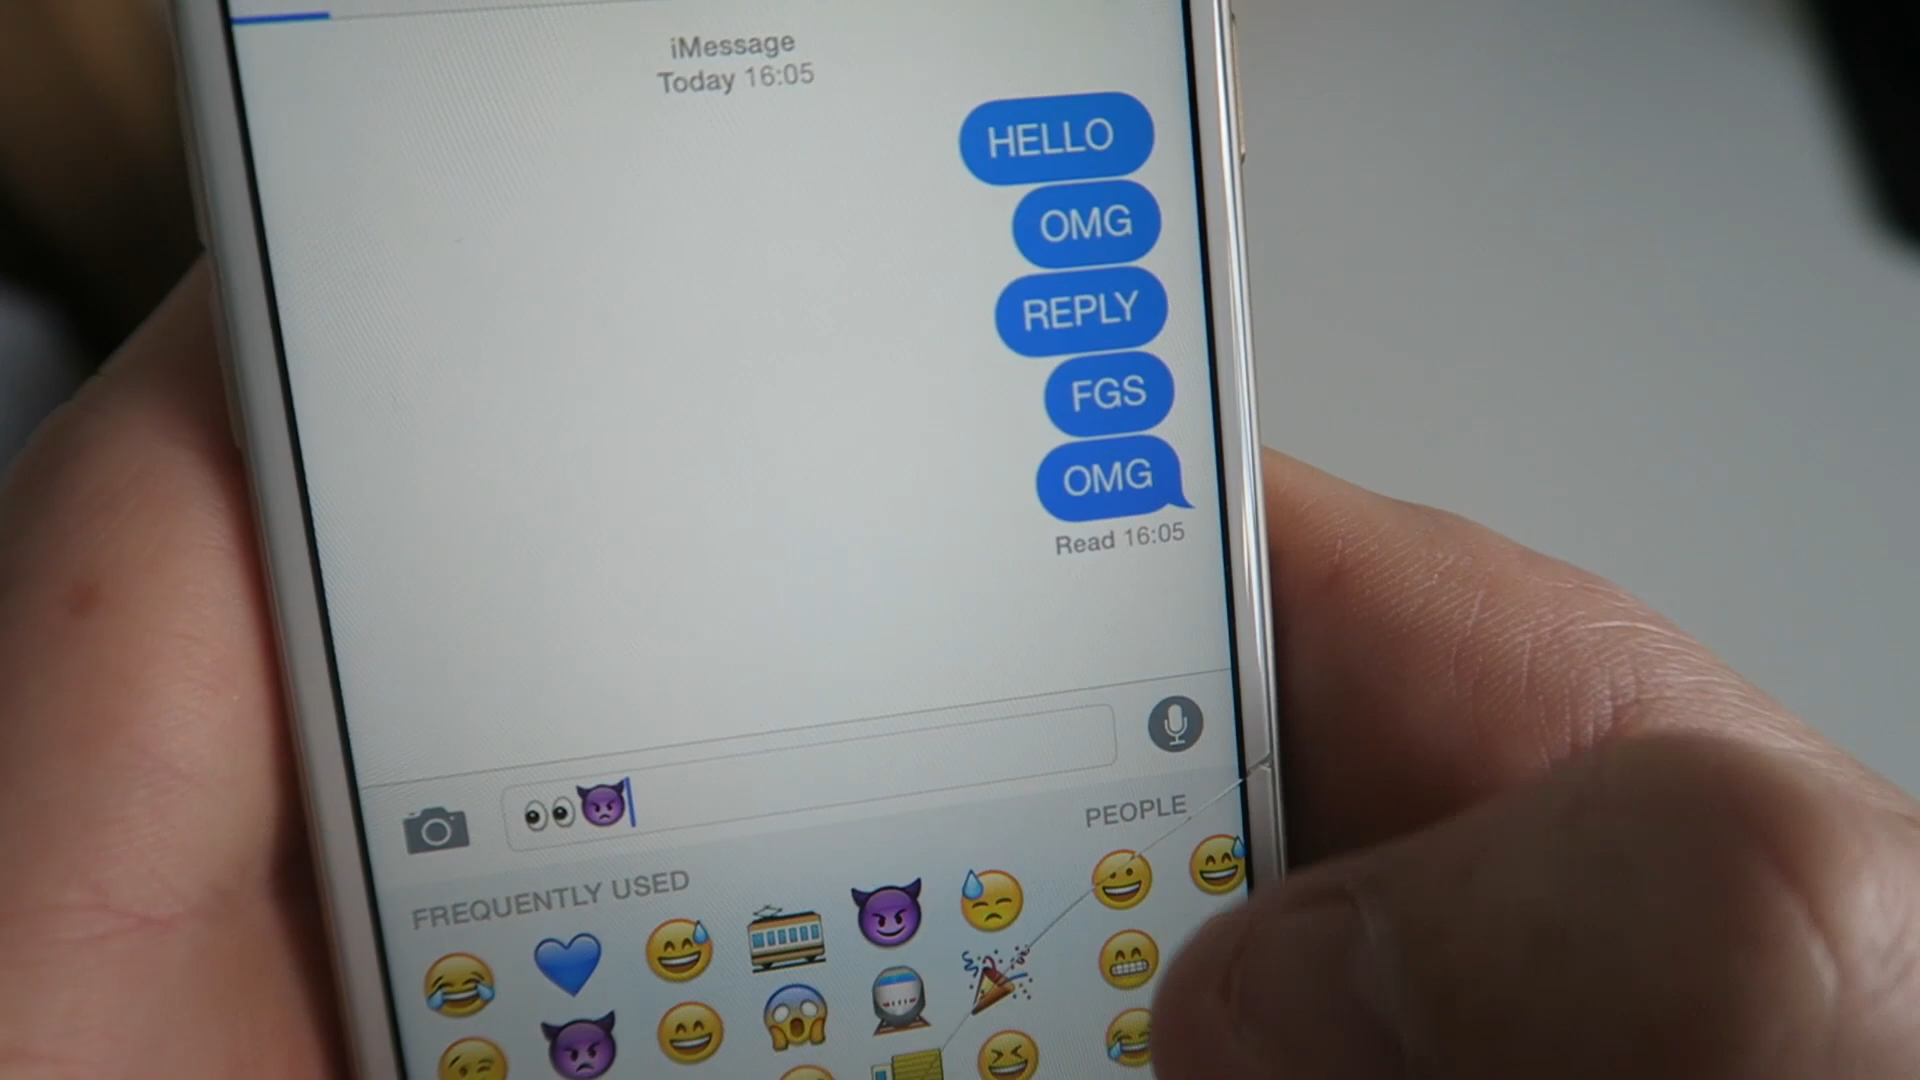 iMessage
Today 16:05
HELLO
OMG
REPLY
FGS
OMG
Read 16:05
👀👿
PEOPLE
FREQUENTLY USED